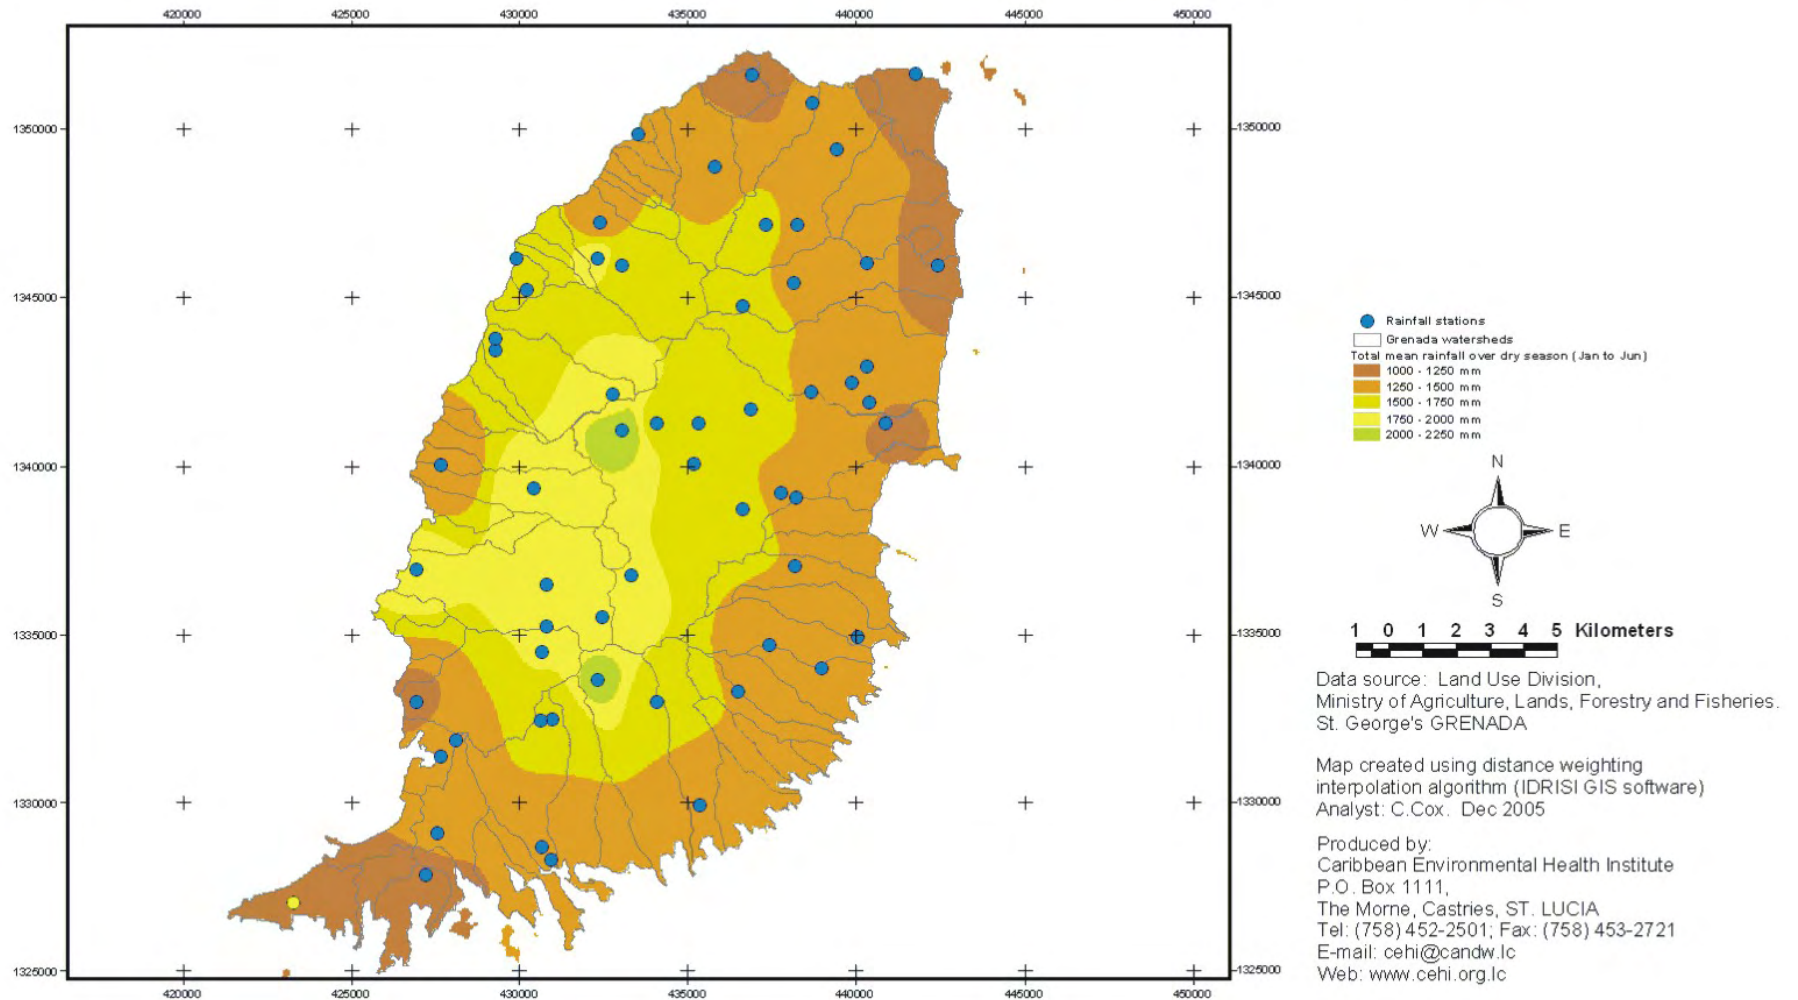 420000 425000 430000 435000 440000 445000 450000
1350000 1350000
1345000 1345000
1340000 1340000
1335000 1335000
1330000 1330000
1325000 1325000
420000 425000 430000 435000 440000 445000 450000
Rainfall stations
Grenada watersheds
Total mean rainfall over dry season (Jan to Jun)
1000 - 1250 mm
1250 - 1500 mm
1500 - 1750 mm
1750 - 2000 mm
2000 - 2250 mm
N
W E
S
1 0 1 2 3 4 5 Kilometers
Data source: Land Use Division,
Ministry of Agriculture, Lands, Forestry and Fisheries.
St. George's GRENADA
Map created using distance weighting
interpolation algorithm (IDRISI GIS software)
Analyst: C.Cox. Dec 2005
Produced by:
Caribbean Environmental Health Institute
P.O. Box 1111,
The Morne, Castries, ST. LUCIA
Tel: (758) 452-2501; Fax: (758) 453-2721
E-mail: cehi@candw.lc
Web: www.cehi.org.lc